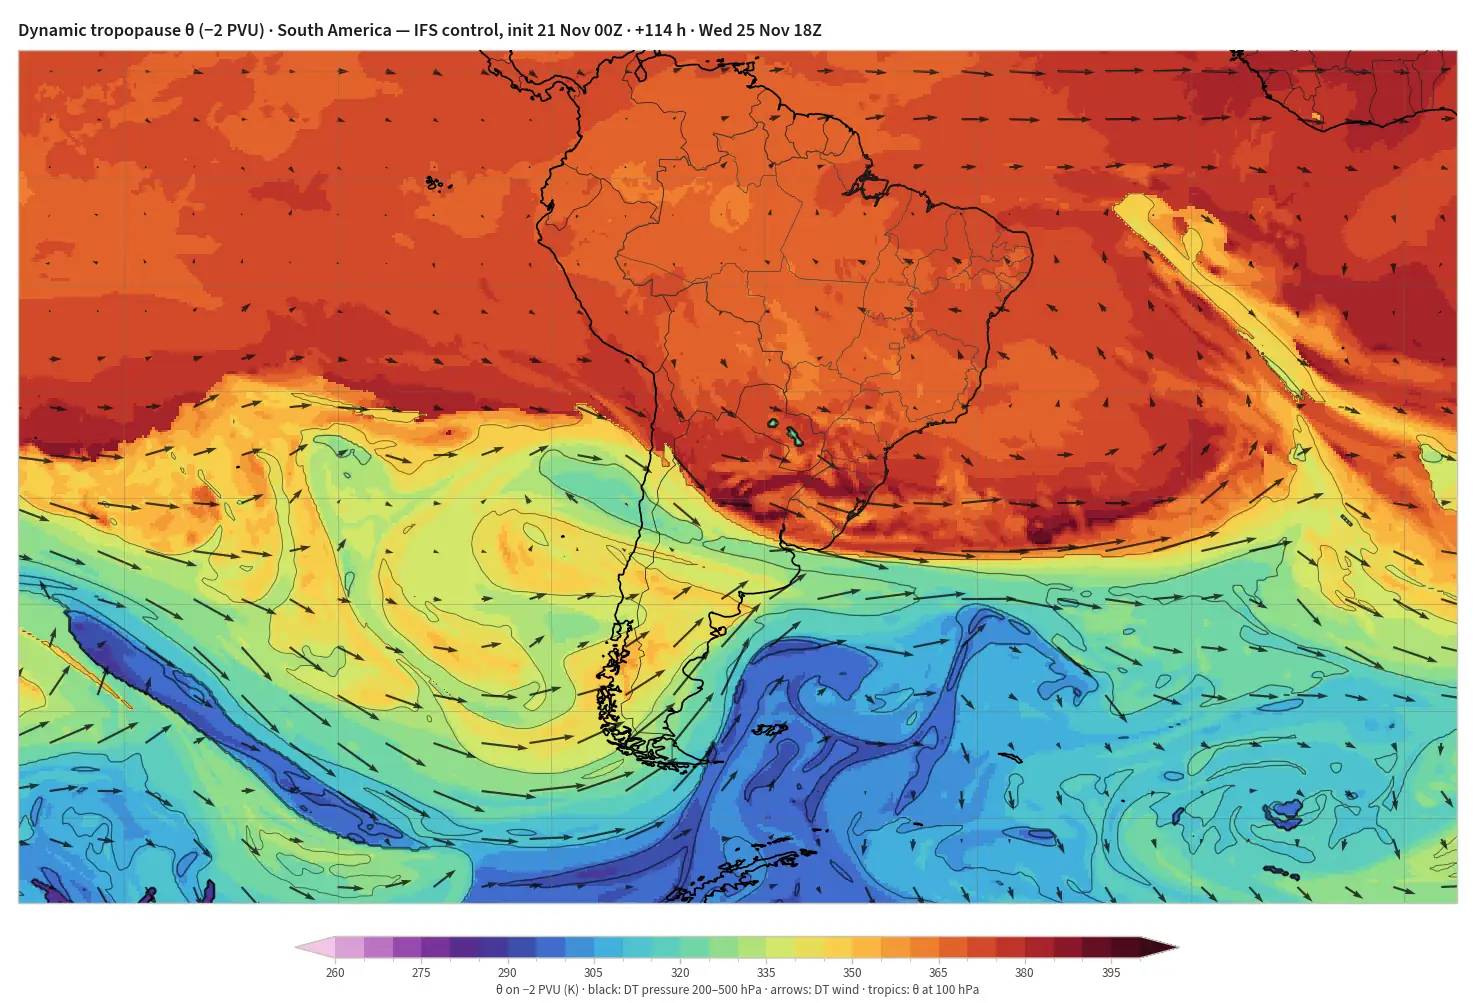 Dynamic tropopause θ (−2 PVU) · South America — IFS control, init 21 Nov 00Z · +114 h · Wed 25 Nov 18Z
260 275 290 305 320 335 350 365 380 395
θ on −2 PVU (K) · black: DT pressure 200–500 hPa · arrows: DT wind · tropics: θ at 100 hPa